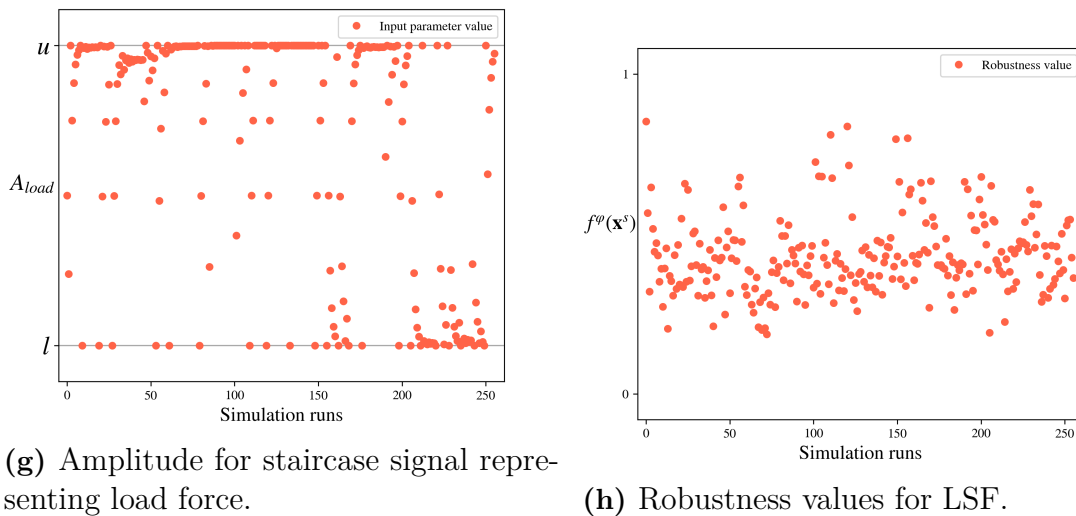 u
A_load
l
Input parameter value
0
50
100
150
200
250
Simulation runs
(g) Amplitude for staircase signal repre-
senting load force.
1
f^φ(x^s)
0
Robustness value
0
50
100
150
200
250
Simulation runs
(h) Robustness values for LSF.